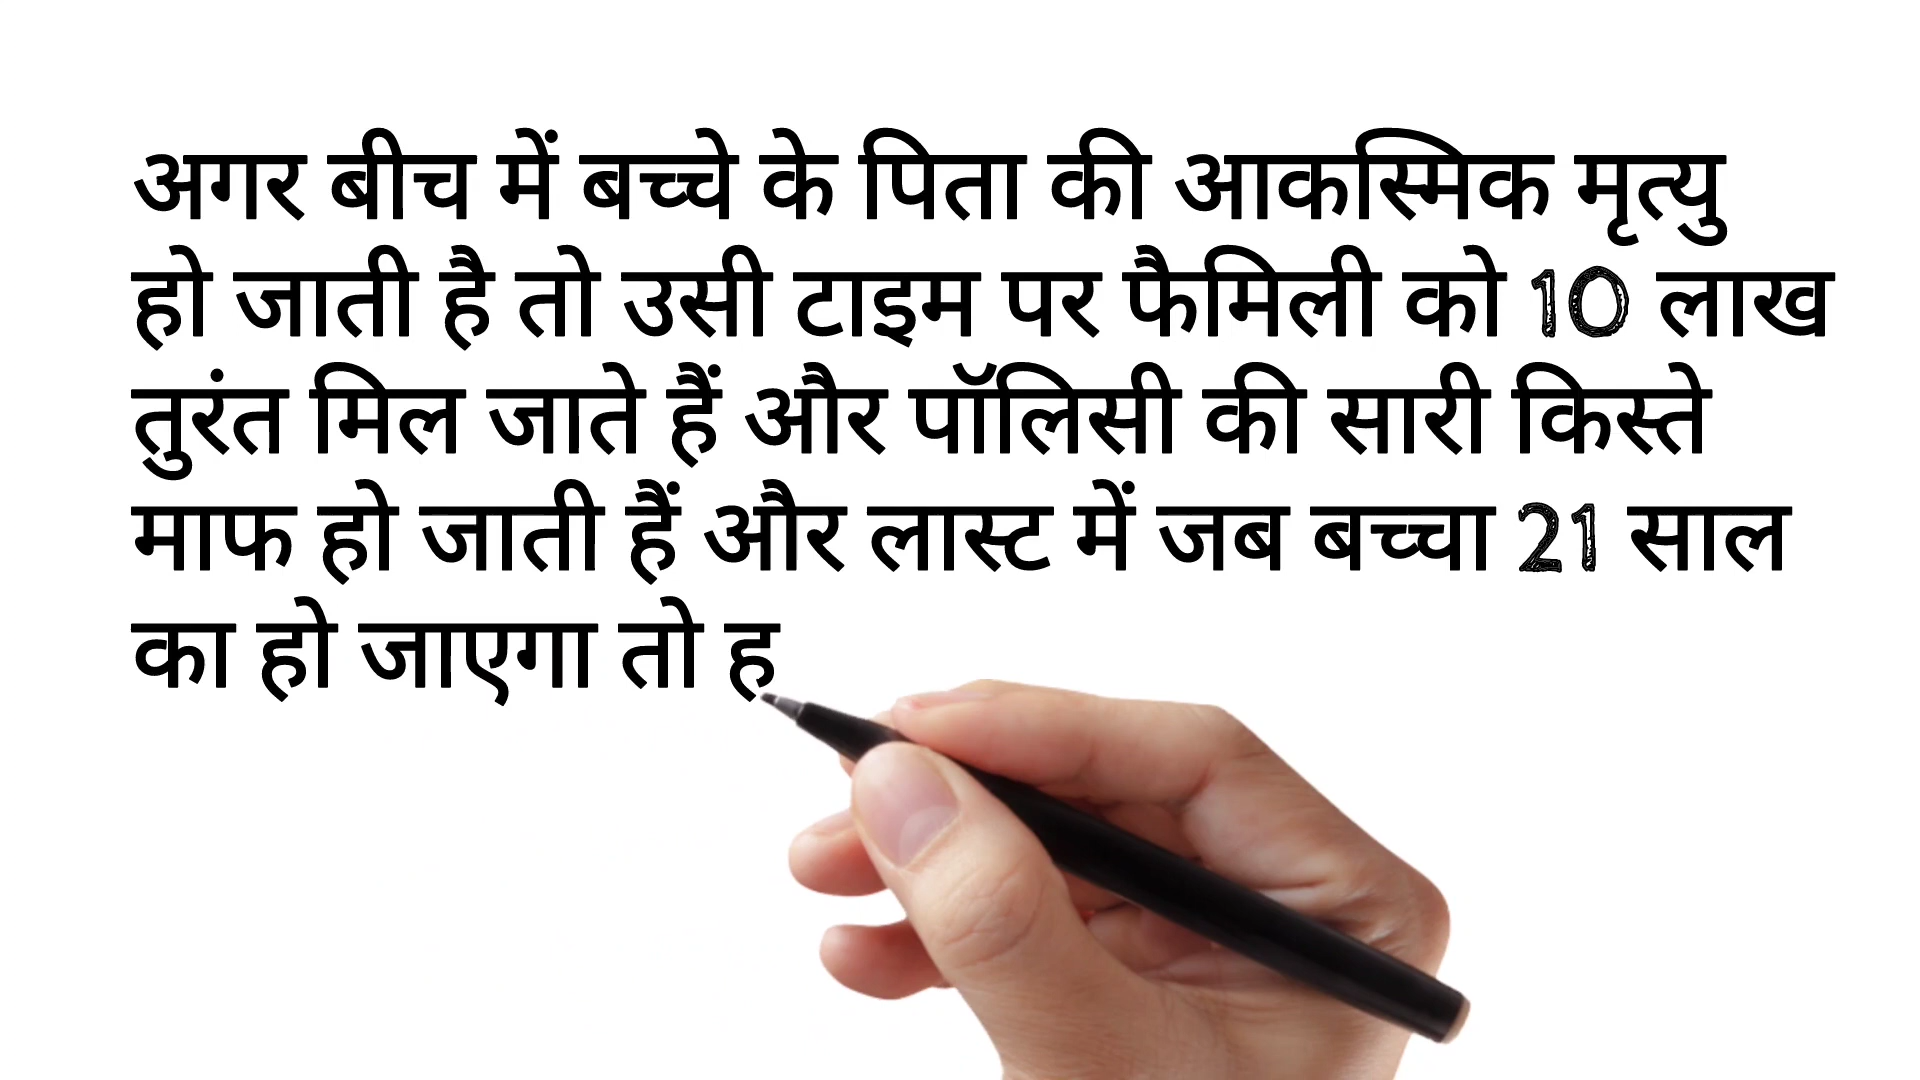 अगर बीच में बच्चे के पिता की आकस्मिक मृत्यु
हो जाती है तो उसी टाइम पर फैमिली को 10 लाख
तुरंत मिल जाते हैं और पॉलिसी की सारी किस्ते
माफ हो जाती हैं और लास्ट में जब बच्चा 21 साल
का हो जाएगा तो ह